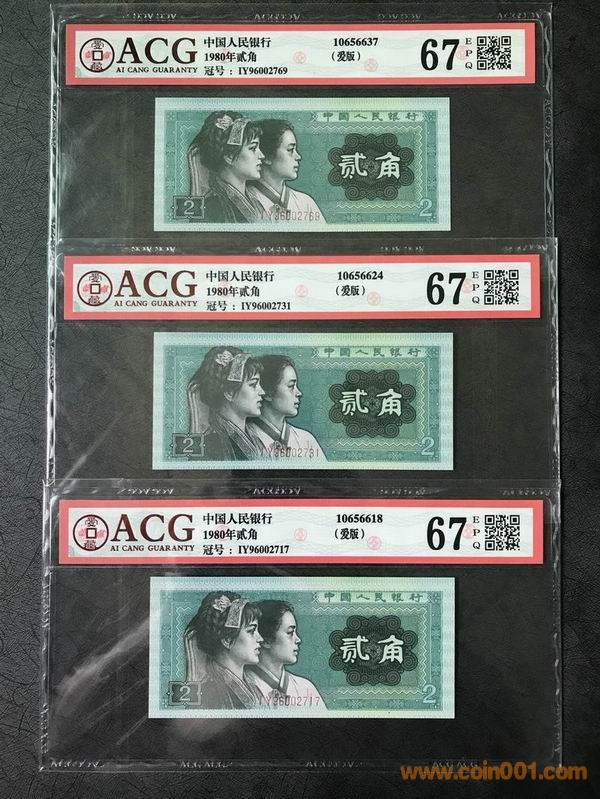 ACG
AI CANG GUARANTY
中国人民银行 10656637
1980年贰角 (爱版)
冠号 : IY96002769
67 EPQ
中国人民银行
贰角
IY96002769
2 2
ACG
AI CANG GUARANTY
中国人民银行 10656624
1980年贰角 (爱版)
冠号 : IY96002731
67 EPQ
中国人民银行
贰角
IY96002731
2 2
ACG
AI CANG GUARANTY
中国人民银行 10656618
1980年贰角 (爱版)
冠号 : IY96002717
67 EPQ
中国人民银行
贰角
IY96002717
2 2
www.coin001.com